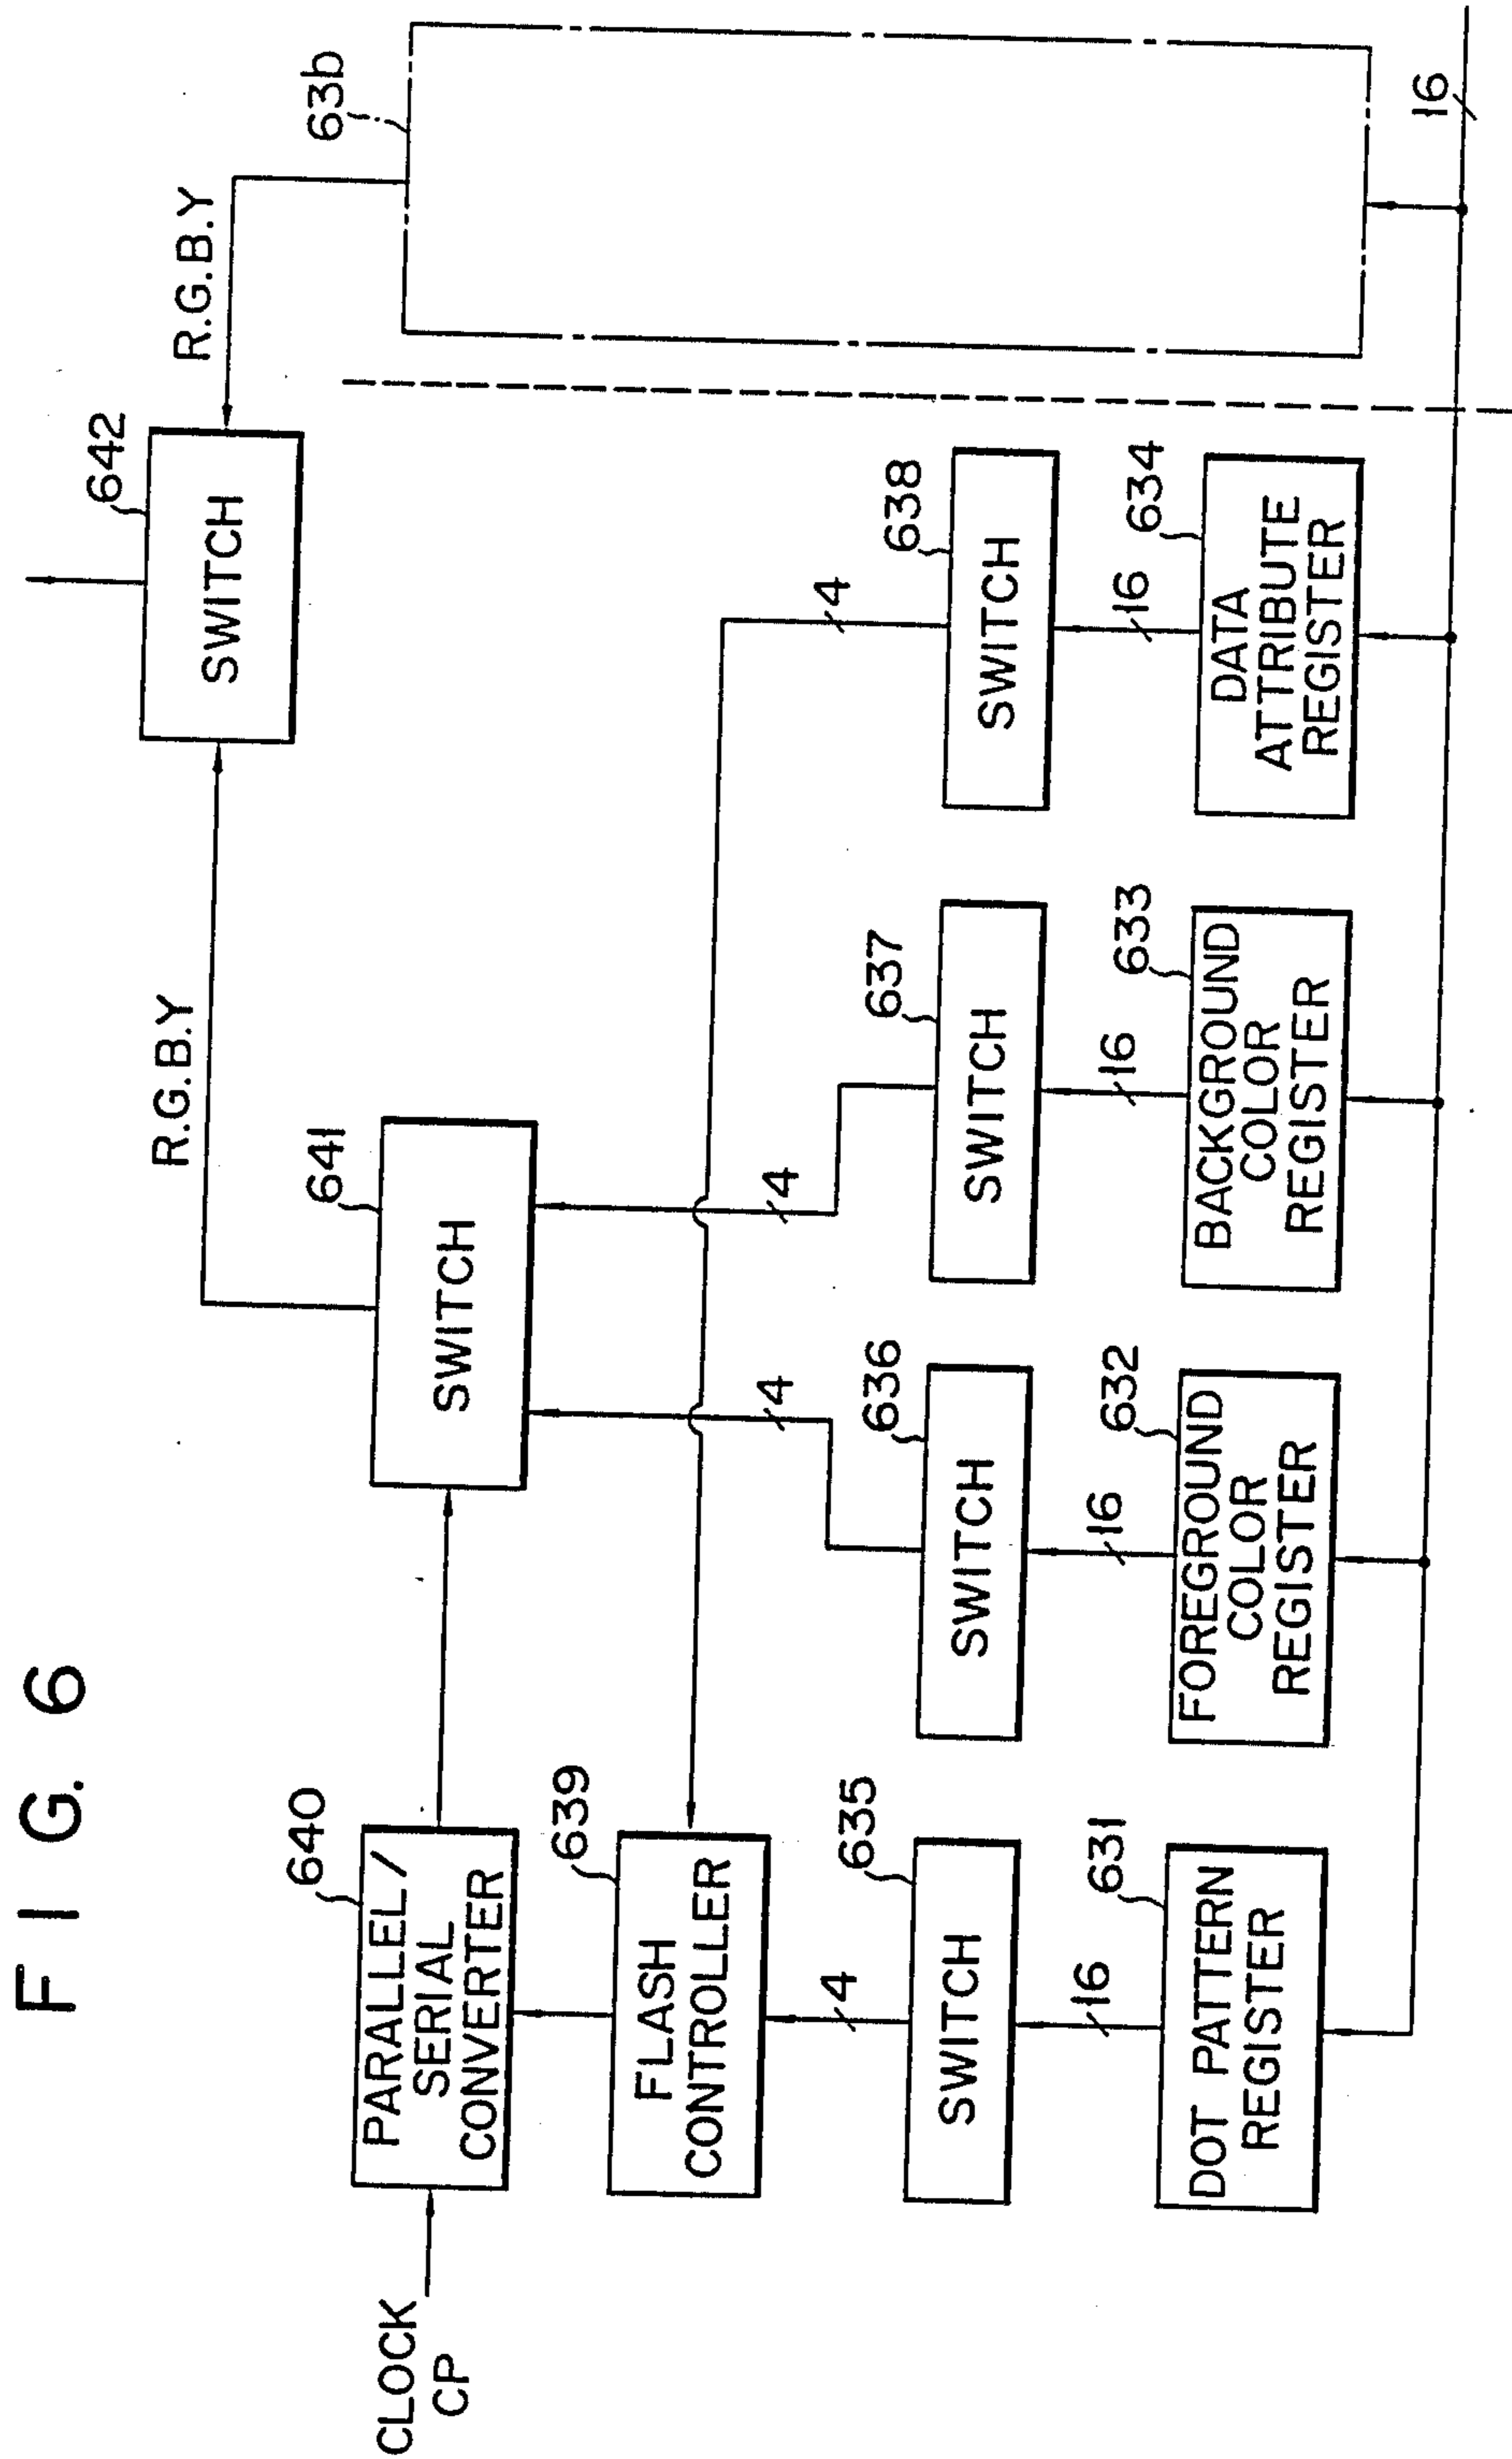 FIG. 6
642
SWITCH
R.G.B.Y
R.G.B.Y
63b
641
SWITCH
640
PARALLEL/
SERIAL
CONVERTER
CLOCK
CP
639
FLASH
CONTROLLER
4
4
4
4
635
SWITCH
636
SWITCH
637
SWITCH
638
SWITCH
16
16
16
16
631
DOT PATTERN
REGISTER
632
FOREGROUND
COLOR
REGISTER
633
BACKGROUND
COLOR
REGISTER
634
DATA
ATTRIBUTE
REGISTER
16